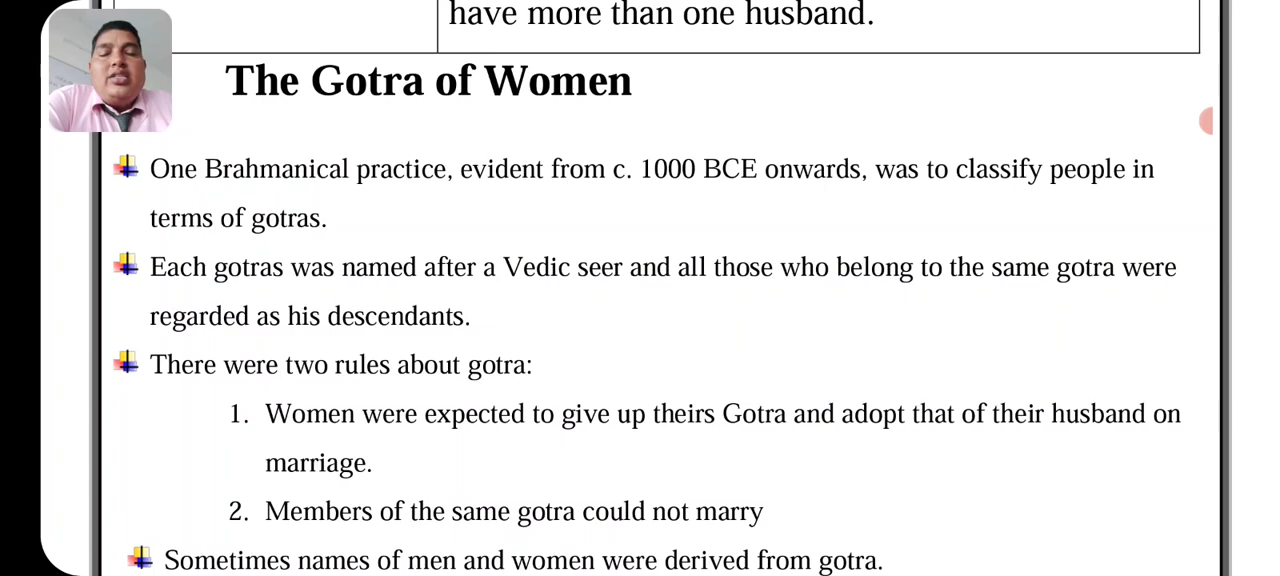 have more than one husband.
The Gotra of Women
One Brahmanical practice, evident from c. 1000 BCE onwards, was to classify people in
terms of gotras.
Each gotras was named after a Vedic seer and all those who belong to the same gotra were
regarded as his descendants.
There were two rules about gotra:
1. Women were expected to give up theirs Gotra and adopt that of their husband on
marriage.
2. Members of the same gotra could not marry
Sometimes names of men and women were derived from gotra.